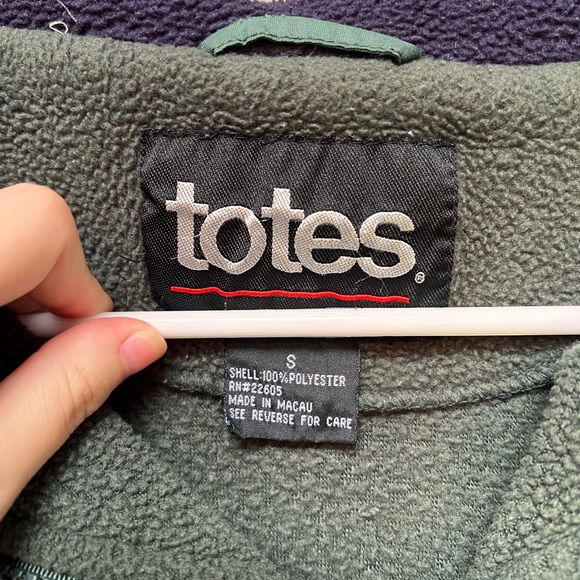 totes®
S
SHELL:100%POLYESTER
RN#22605
MADE IN MACAU
SEE REVERSE FOR CARE